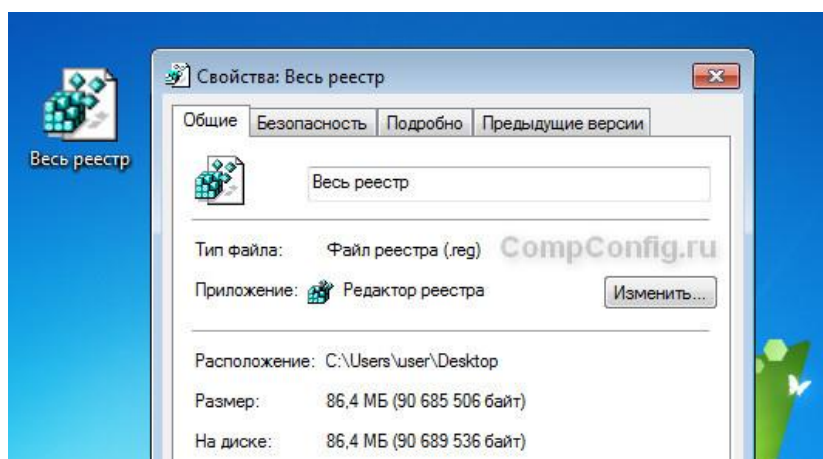 Весь реестр
Свойства: Весь реестр
Общие Безопасность Подробно Предыдущие версии
Весь реестр
Тип файла: Файл реестра (.reg)
CompConfig.ru
Приложение: Редактор реестра Изменить...
Расположение: C:\Users\user\Desktop
Размер: 86,4 МБ (90 685 506 байт)
На диске: 86,4 МБ (90 689 536 байт)